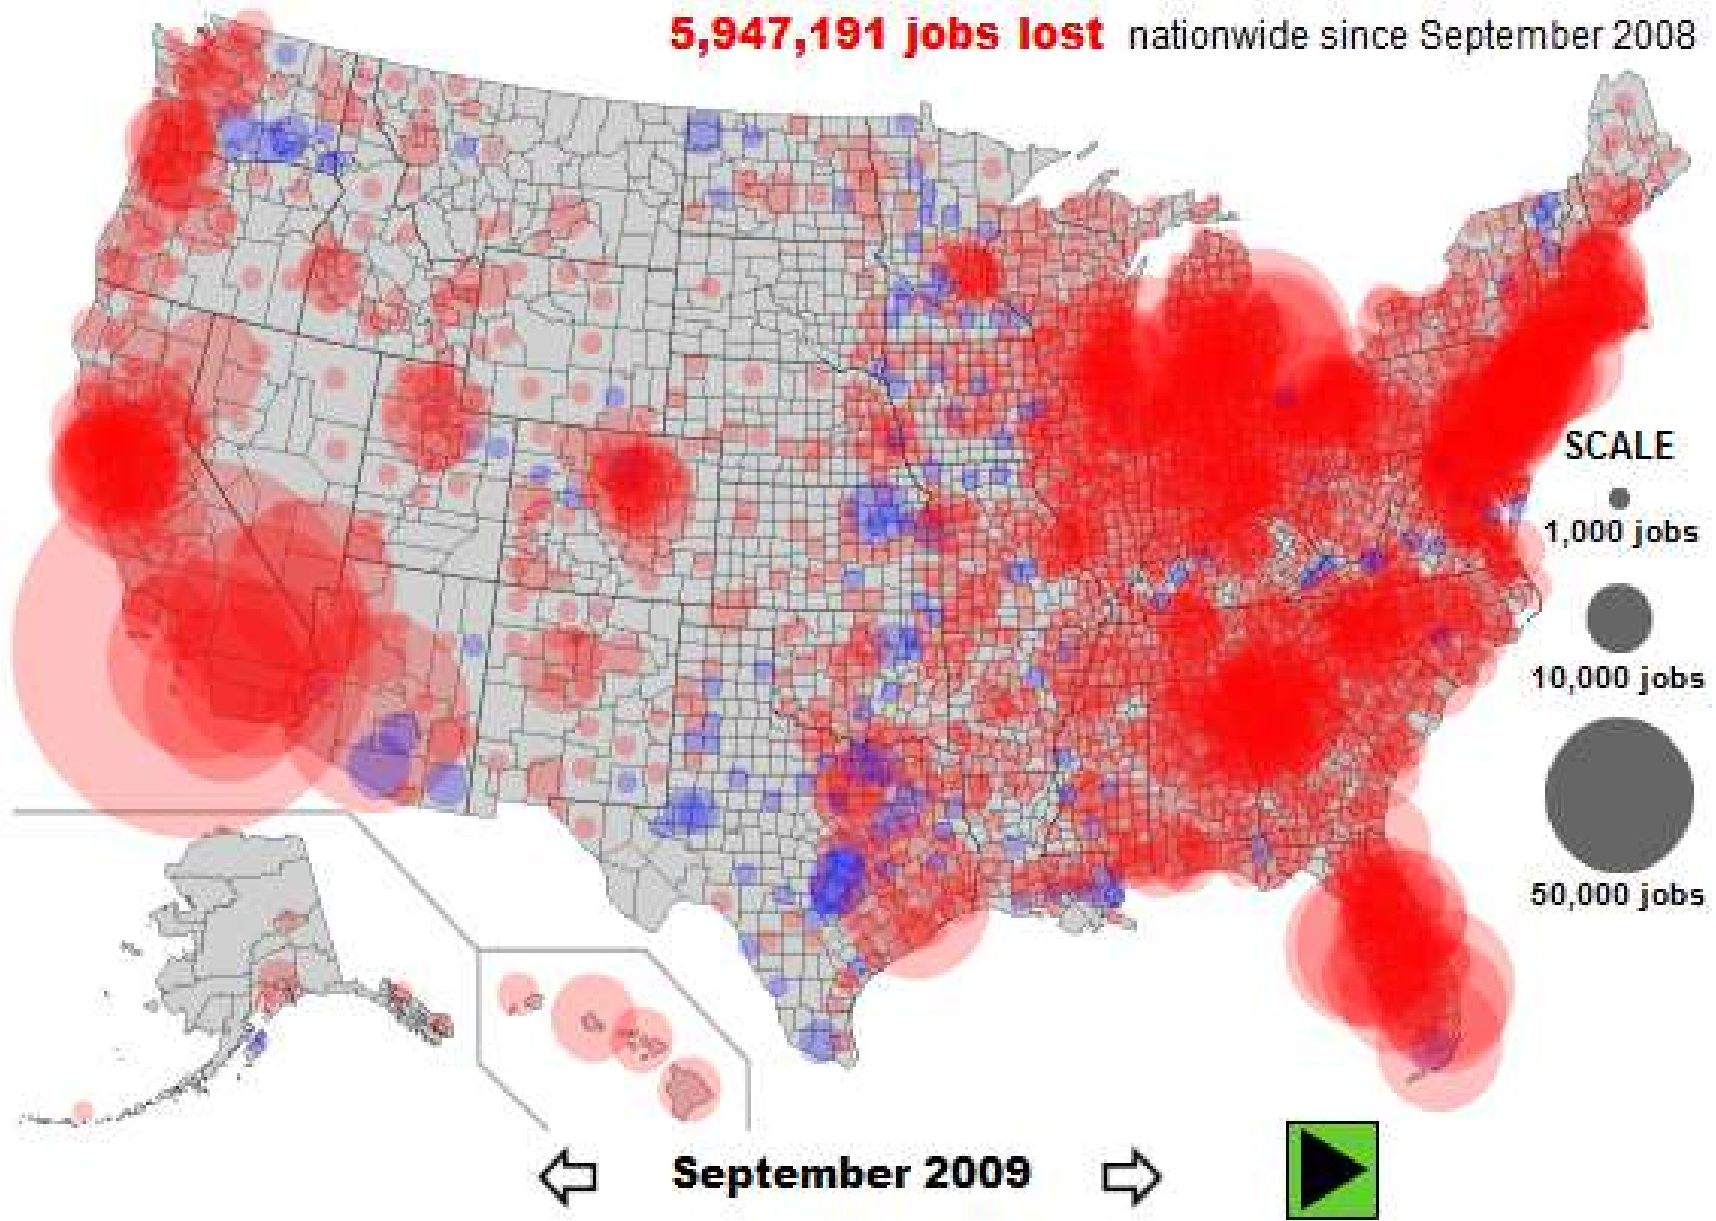 5,947,191 jobs lost nationwide since September 2008
SCALE
1,000 jobs
10,000 jobs
50,000 jobs
September 2009